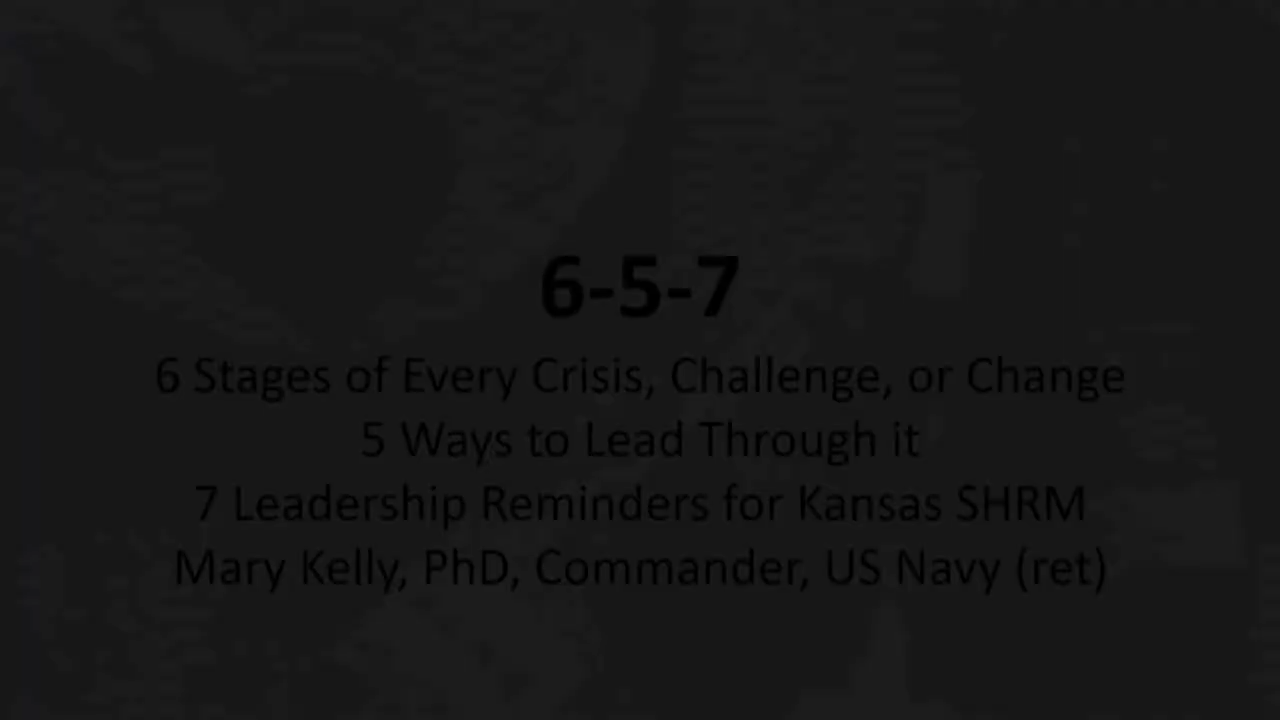 6-5-7
6 Stages of Every Crisis, Challenge, or Change
5 Ways to Lead Through it
7 Leadership Reminders for Kansas SHRM
Mary Kelly, PhD, Commander, US Navy (ret)